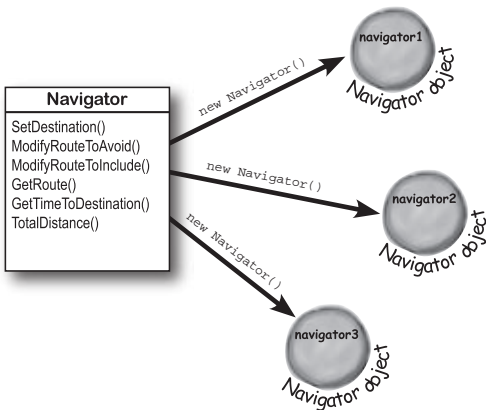 Navigator
SetDestination()
ModifyRouteToAvoid()
ModifyRouteToInclude()
GetRoute()
GetTimeToDestination()
TotalDistance()
new Navigator()
navigator1
Navigator object
new Navigator()
navigator2
Navigator object
new Navigator()
navigator3
Navigator object